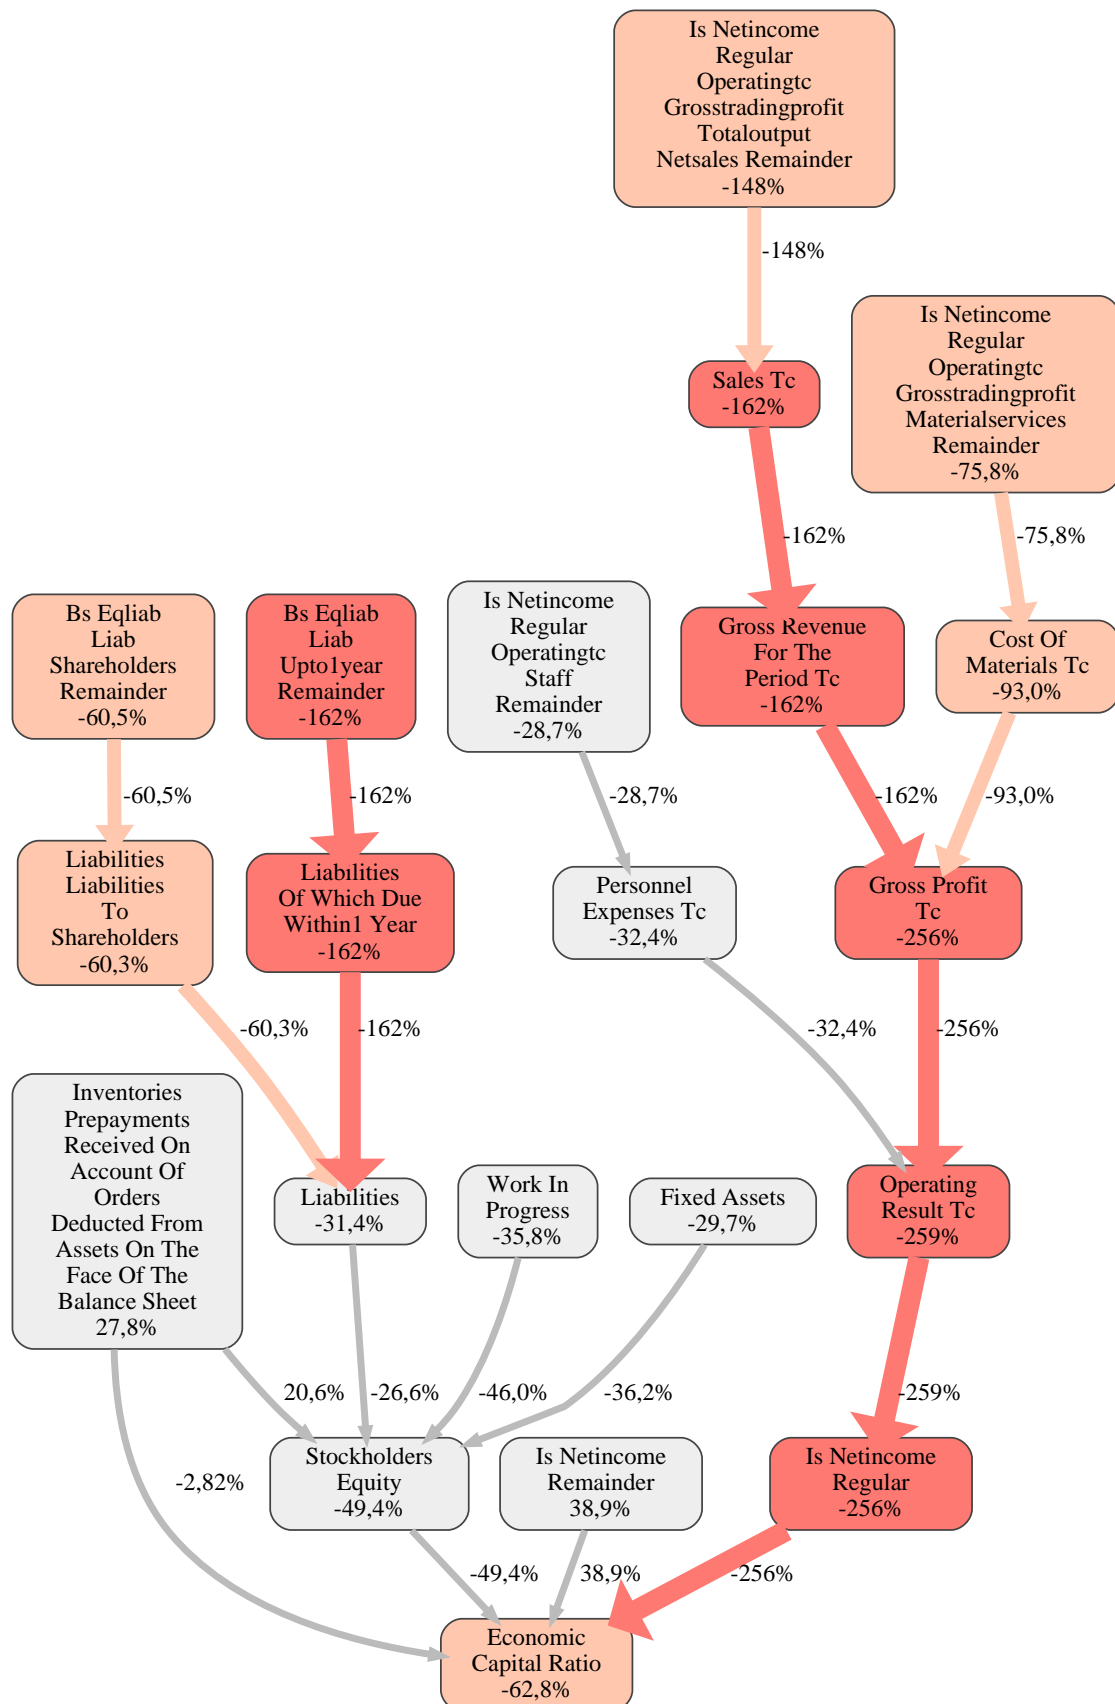 Is Netincome
Regular
Operatingtc
Grosstradingprofit
Totaloutput
Netsales Remainder
-148%
-148%
Is Netincome
Regular
Operatingtc
Grosstradingprofit
Materialservices
Remainder
-75,8%
Sales Tc
-162%
-162%
-75,8%
Bs Eqliab
Liab
Shareholders
Remainder
-60,5%
Bs Eqliab
Liab
Upto1year
Remainder
-162%
Is Netincome
Regular
Operatingtc
Staff
Remainder
-28,7%
Gross Revenue
For The
Period Tc
-162%
Cost Of
Materials Tc
-93,0%
-60,5%
-162%
-28,7%
-162%
-93,0%
Liabilities
Liabilities
To
Shareholders
-60,3%
Liabilities
Of Which Due
Within1 Year
-162%
Personnel
Expenses Tc
-32,4%
Gross Profit
Tc
-256%
-60,3%
-162%
-32,4%
-256%
Inventories
Prepayments
Received On
Account Of
Orders
Deducted From
Assets On The
Face Of The
Balance Sheet
27,8%
Liabilities
-31,4%
Work In
Progress
-35,8%
Fixed Assets
-29,7%
Operating
Result Tc
-259%
20,6%
-26,6%
-46,0%
-36,2%
-259%
-2,82%
Stockholders
Equity
-49,4%
Is Netincome
Remainder
38,9%
Is Netincome
Regular
-256%
-49,4%
38,9%
-256%
Economic
Capital Ratio
-62,8%